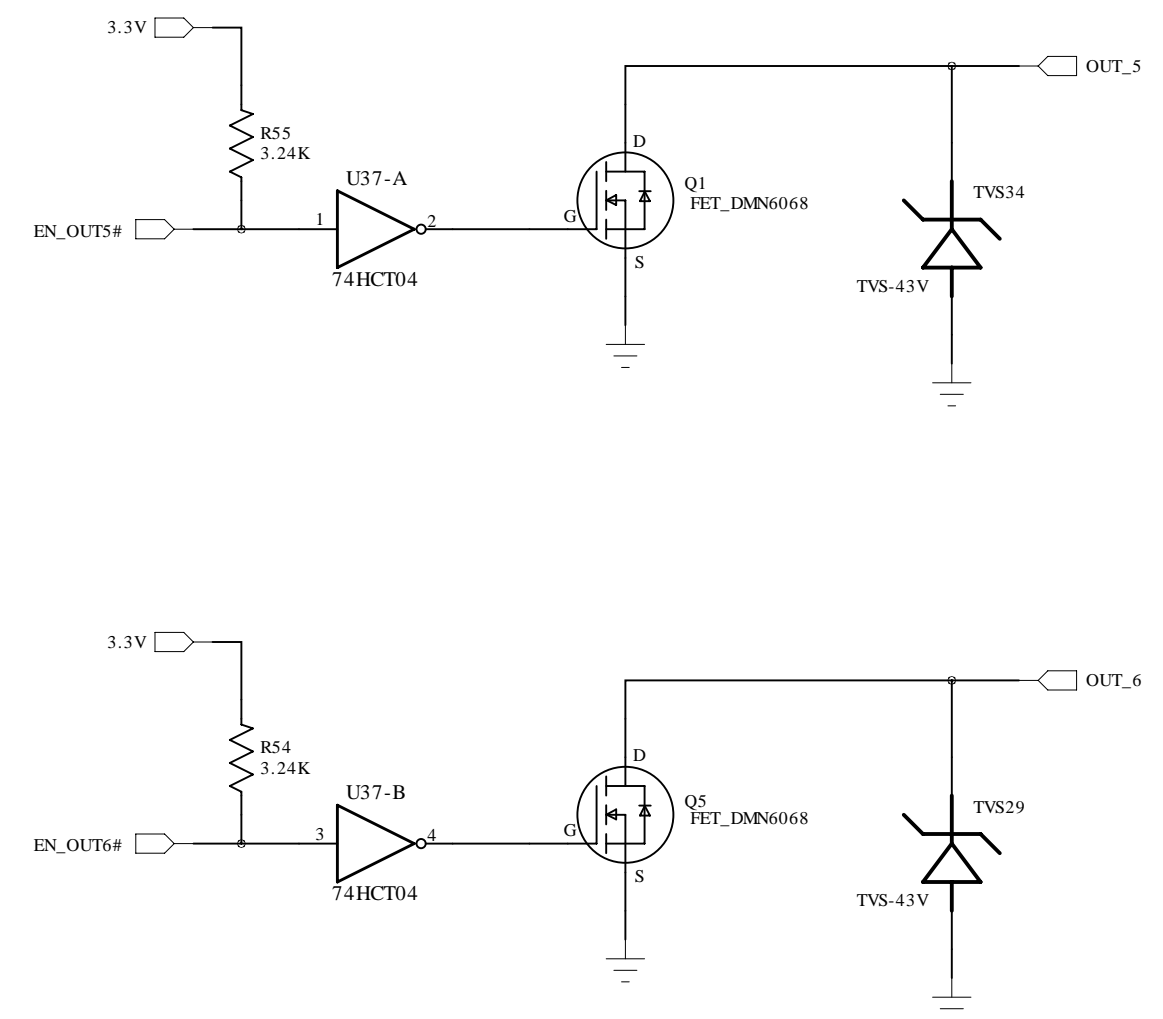 3.3V
OUT_5
R55
3.24K
D
U37-A
Q1
FET_DMN6068
TVS34
EN_OUT5#
1
2
G
S
74HCT04
TVS-43V
3.3V
OUT_6
R54
3.24K
D
U37-B
Q5
FET_DMN6068
TVS29
EN_OUT6#
3
4
G
S
74HCT04
TVS-43V